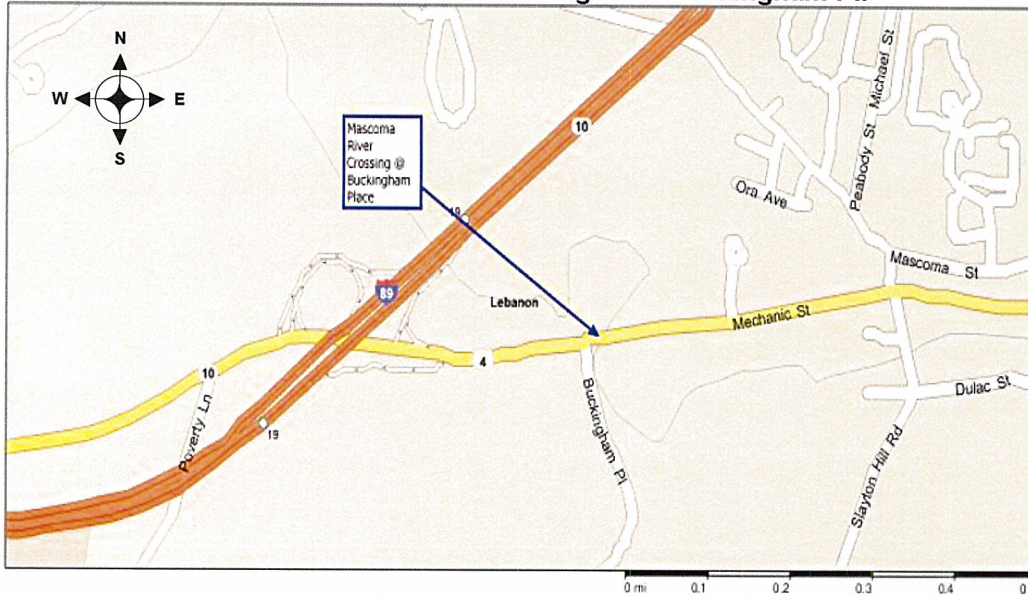 N
W E
S
Mascoma
River
Crossing @
Buckingham
Place
10
Michael St
Peabody St
Ora Ave
19
Mascoma St
89
Lebanon
Mechanic St
10
4
Poverty Ln
19
Buckingham Pl
Dulac St
Slayton Hill Rd
0 mi 0.1 0.2 0.3 0.4